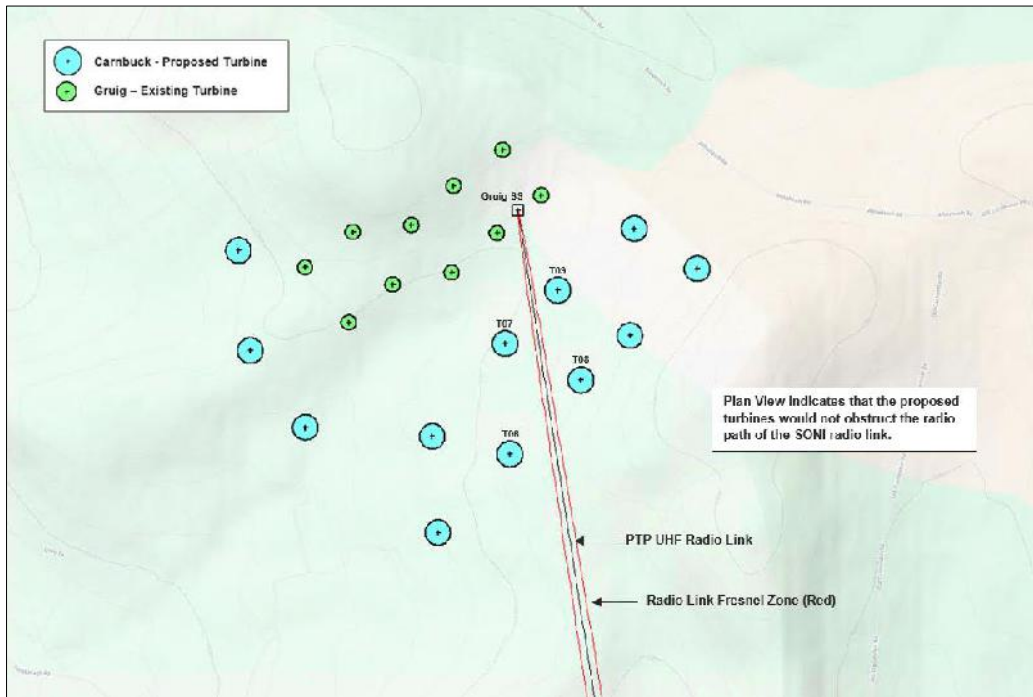 Carnbuck - Proposed Turbine
Gruig – Existing Turbine
Gruig SS
T09
T07
T08
T06
Plan View indicates that the proposed
turbines would not obstruct the radio
path of the SONI radio link.
PTP UHF Radio Link
Radio Link Fresnel Zone (Red)